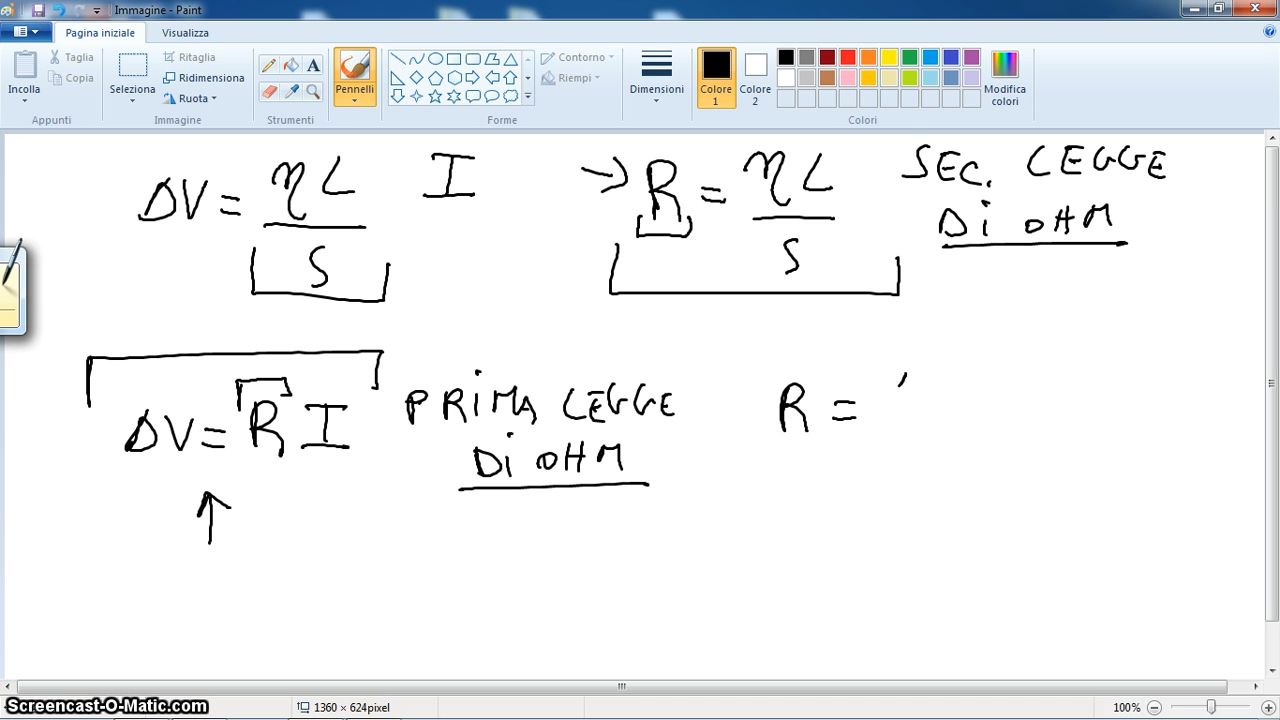 Immagine - Paint
Pagina iniziale
Visualizza
Incolla
Taglia
Copia
Appunti
Seleziona
Ritaglia
Ridimensiona
Ruota
Immagine
Strumenti
Pennelli
Forme
Contorno
Riempi
Dimensioni
Colore 1
Colore 2
Modifica colori
Colori
ΔV = ηL I → R = ηL SEC. LEGGE
S S DI OHM
ΔV = R I PRIMA LEGGE R =
DI OHM
Screencast-O-Matic.com
1360 × 624pixel
100%